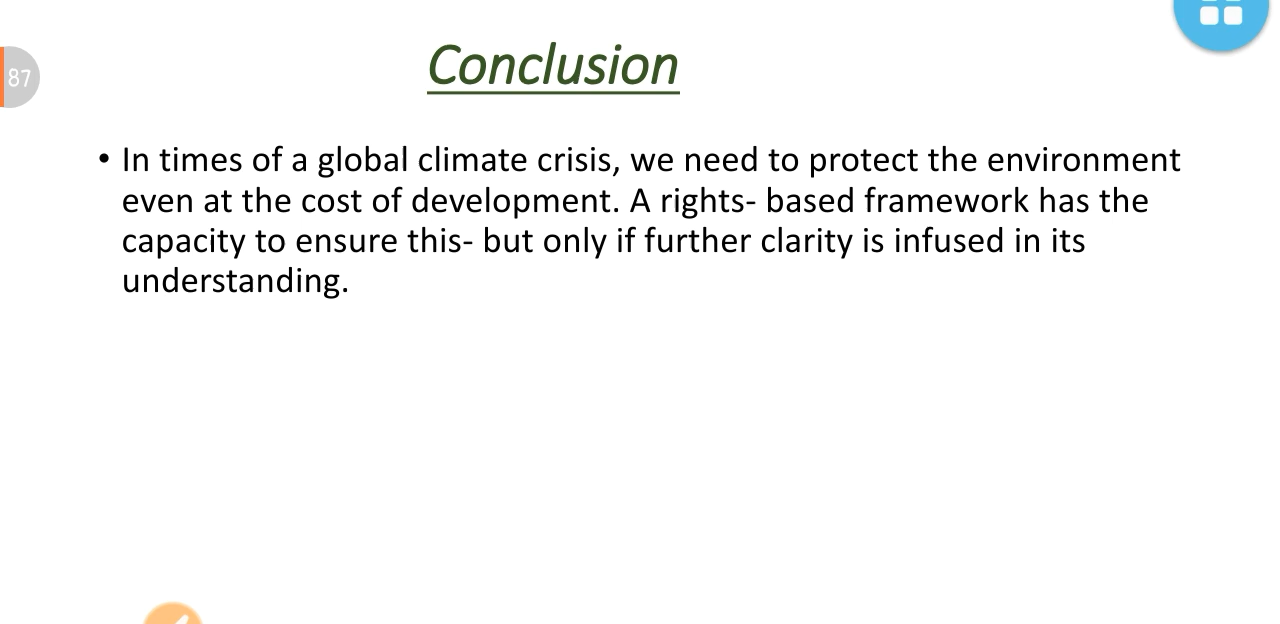 Conclusion
87
• In times of a global climate crisis, we need to protect the environment
even at the cost of development. A rights- based framework has the
capacity to ensure this- but only if further clarity is infused in its
understanding.